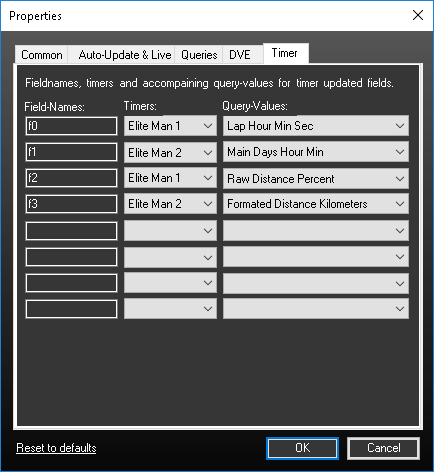 Properties
Common Auto-Update & Live Queries DVE Timer
Fieldnames, timers and accompaining query-values for timer updated fields.
Field-Names: Timers: Query-Values:
f0 Elite Man 1 Lap Hour Min Sec
f1 Elite Man 2 Main Days Hour Min
f2 Elite Man 1 Raw Distance Percent
f3 Elite Man 2 Formated Distance Kilometers
Reset to defaults OK Cancel